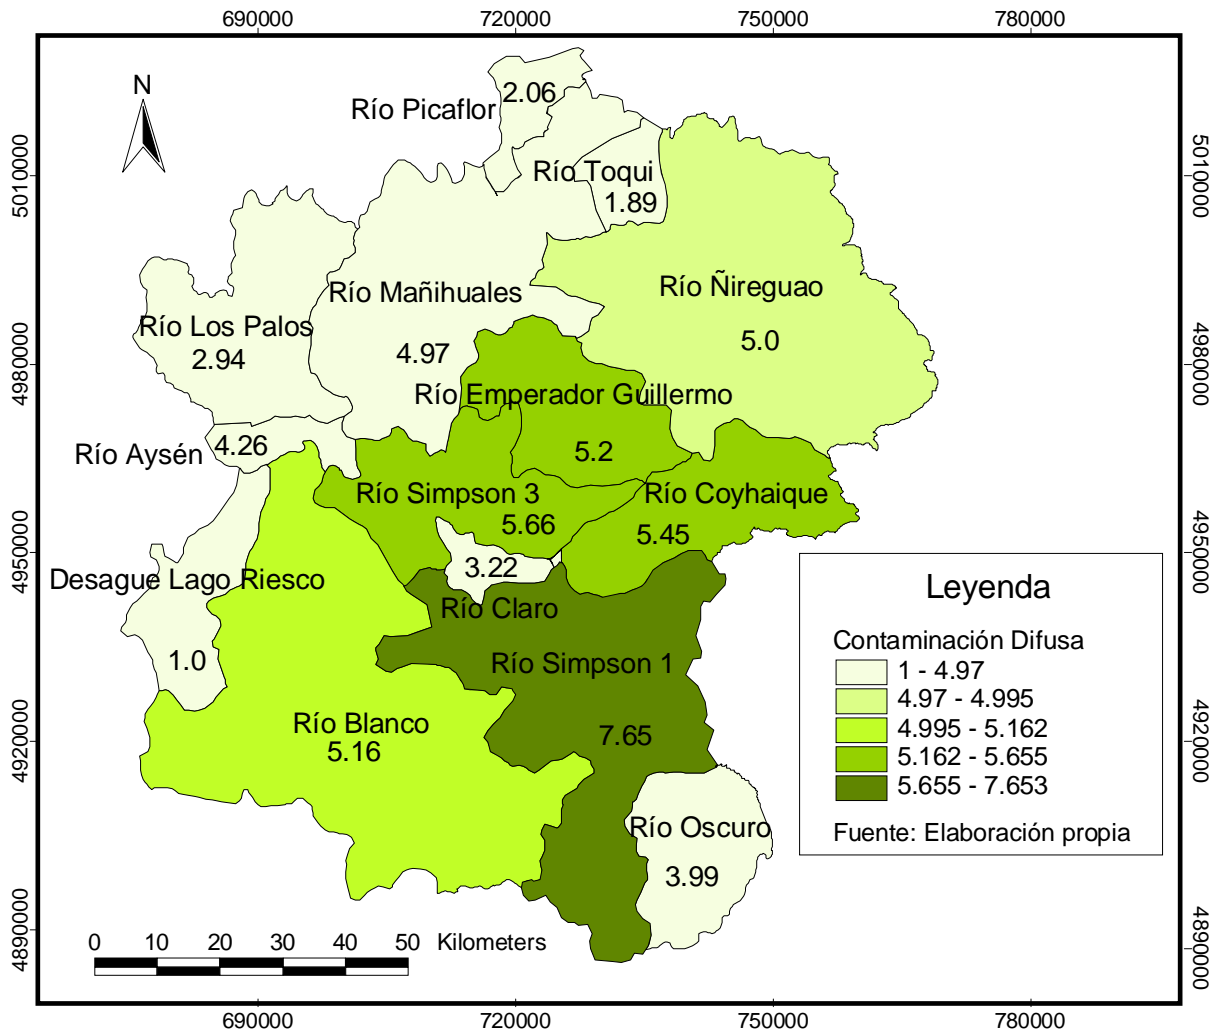 690000
720000
750000
780000
N
2.06
Río Picaflor
5010000
5010000
Río Toqui
1.89
Río Mañihuales
Río Ñireguao
Río Los Palos
2.94
4.97
5.0
4980000
4980000
Río Emperador Guillermo
4.26
Río Aysén
5.2
Río Simpson 3
Río Coyhaique
5.66
5.45
4950000
4950000
3.22
Desague Lago Riesco
Río Claro
1.0
Río Simpson 1
Río Blanco
5.16
7.65
4920000
4920000
Río Oscuro
3.99
4890000
4890000
Leyenda
Contaminación Difusa
1 - 4.97
4.97 - 4.995
4.995 - 5.162
5.162 - 5.655
5.655 - 7.653
Fuente: Elaboración propia
0 10 20 30 40 50 Kilometers
690000
720000
750000
780000